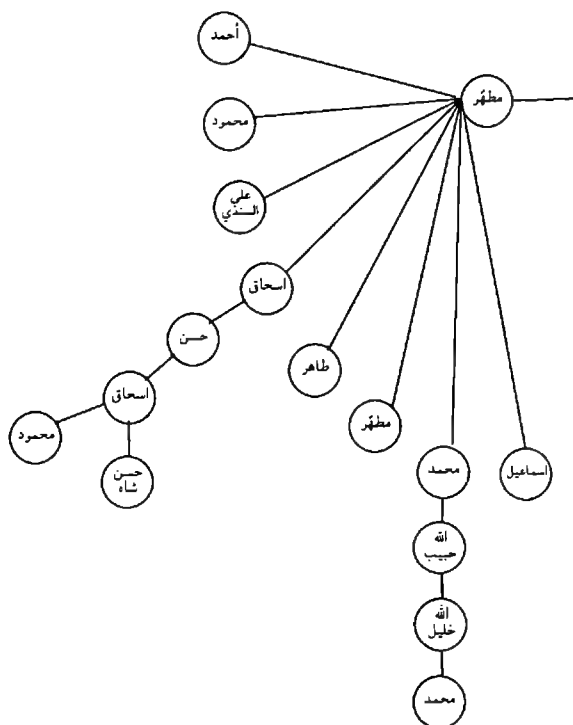 أحمد
مطهّر
محمود
علي
السندي
اسحاق
حسن
طاهر
اسحاق
مطهّر
محمود
محمد
اسماعيل
حسن
شاه
الله
حبيب
الله
خليل
محمد